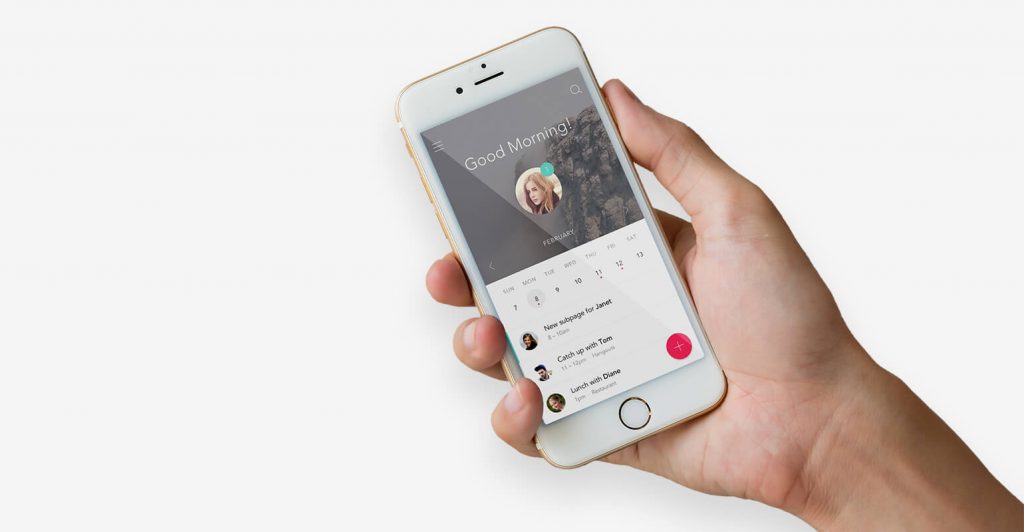 Good Morning!
FEBRUARY
SUN MON TUE WED THU FRI SAT
7 8 9 10 11 12 13
New subpage for Janet
8 – 10am
Catch up with Tom
11 – 12pm Hangouts
Lunch with Diane
1pm Restaurant